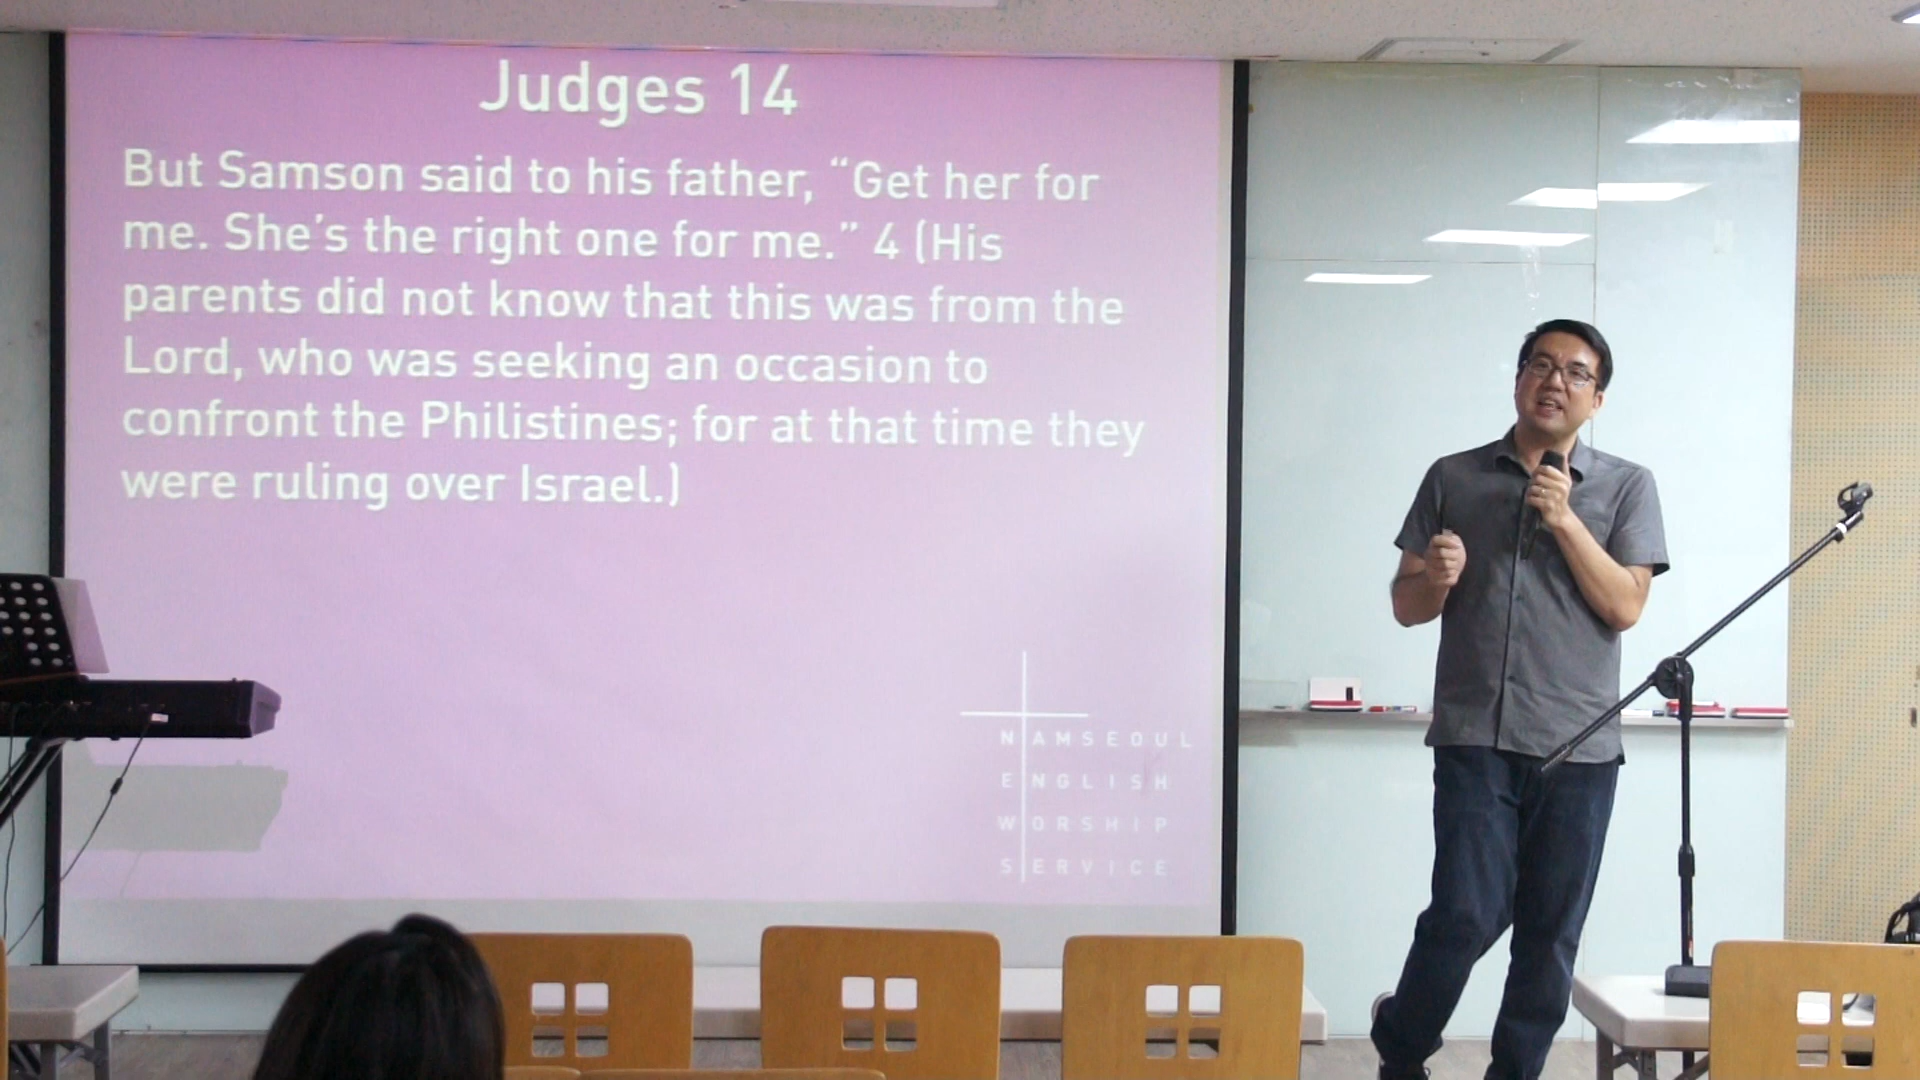 Judges 14
But Samson said to his father, “Get her for
me. She’s the right one for me.” 4 (His
parents did not know that this was from the
Lord, who was seeking an occasion to
confront the Philistines; for at that time they
were ruling over Israel.)
NAMSEOUL
ENGLISH
WORSHIP
SERVICE